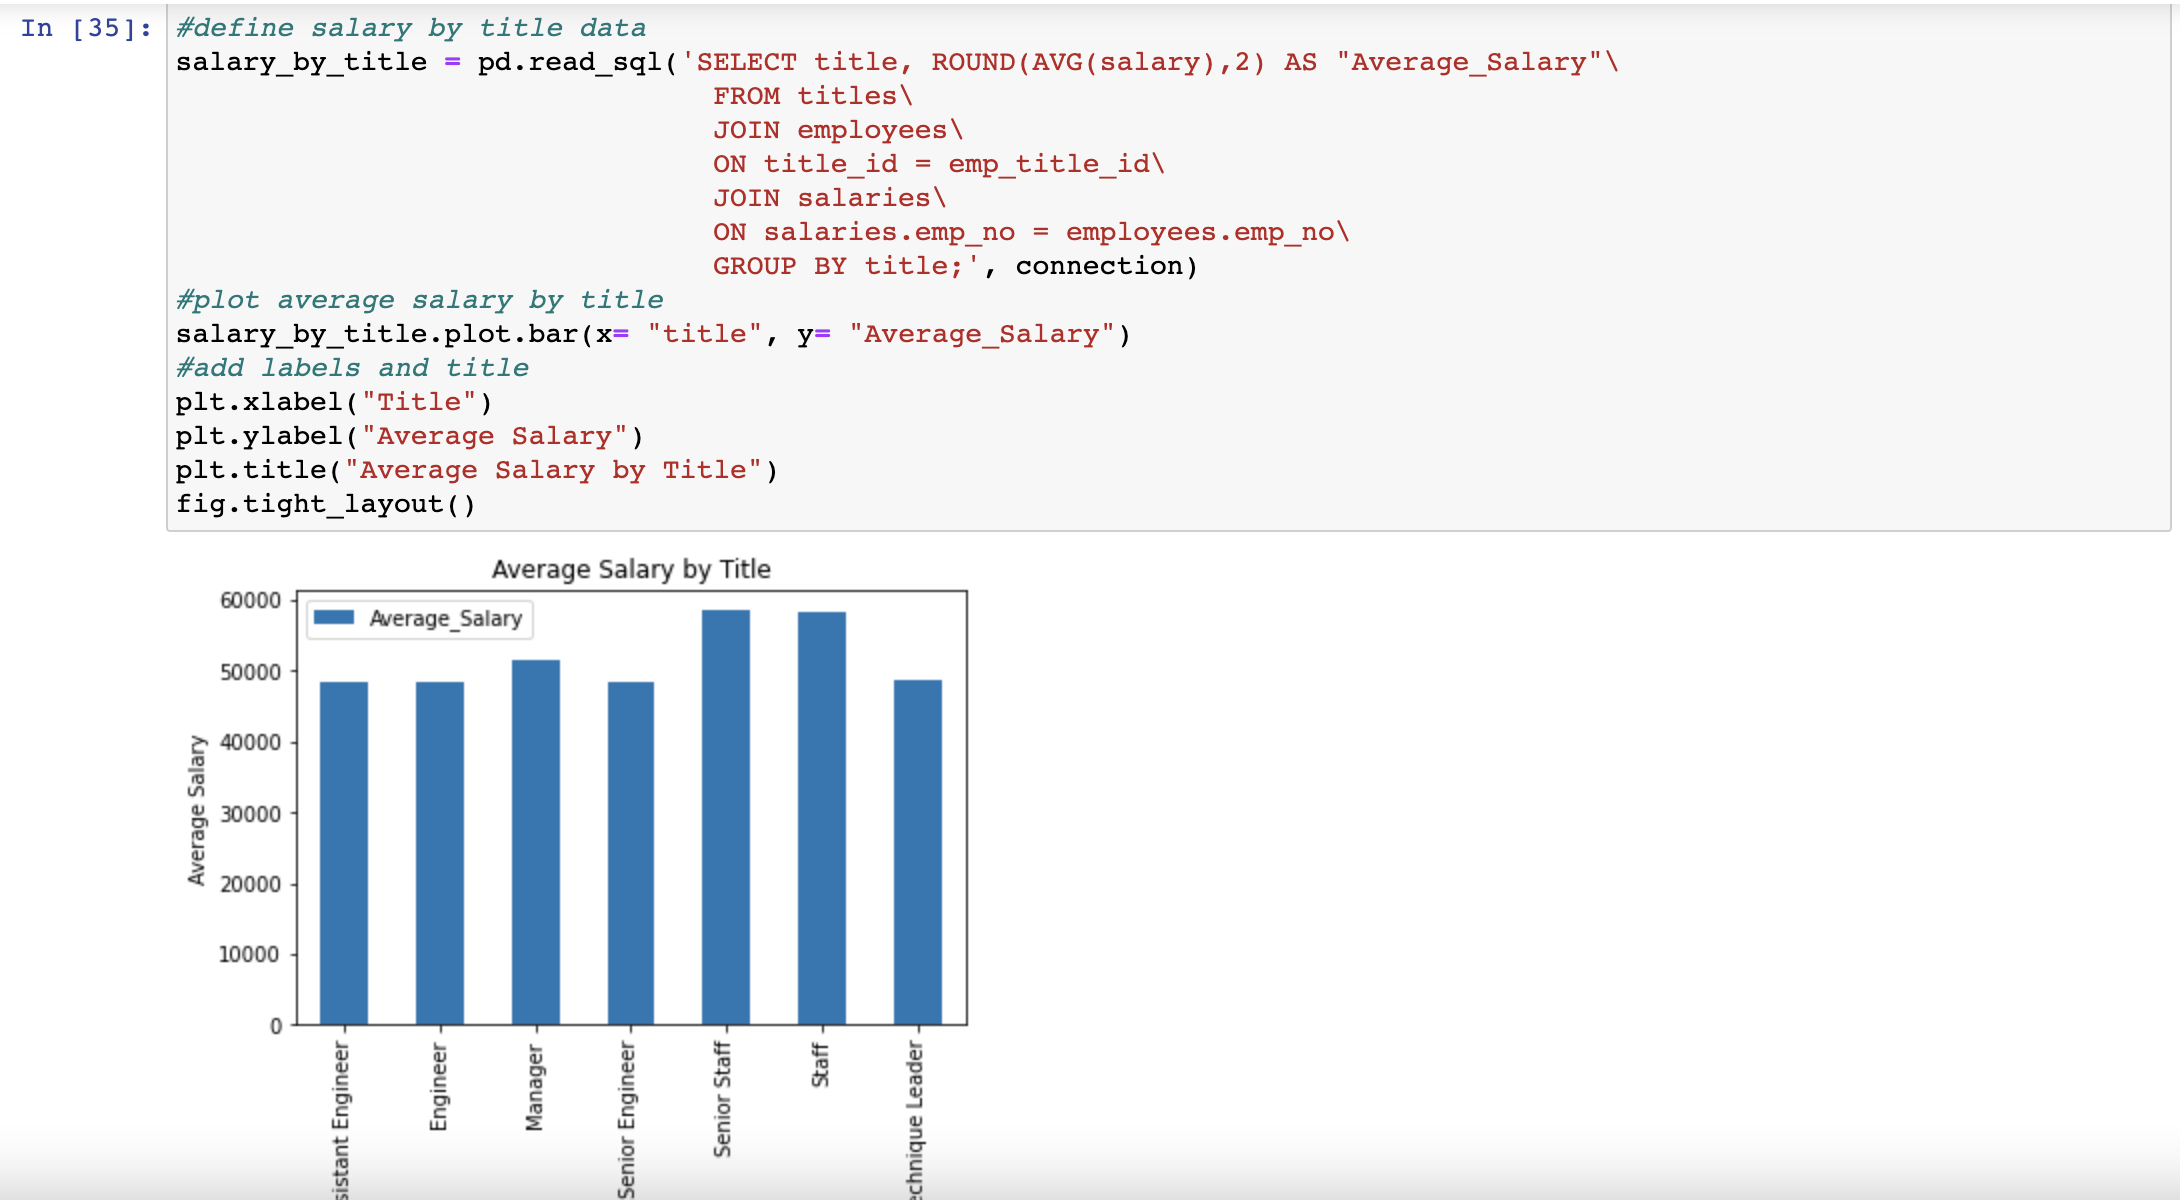 In [35]:
#define salary by title data
salary_by_title = pd.read_sql('SELECT title, ROUND(AVG(salary),2) AS "Average_Salary"\
FROM titles\
JOIN employees\
ON title_id = emp_title_id\
JOIN salaries\
ON salaries.emp_no = employees.emp_no\
GROUP BY title;', connection)
#plot average salary by title
salary_by_title.plot.bar(x= "title", y= "Average_Salary")
#add labels and title
plt.xlabel("Title")
plt.ylabel("Average Salary")
plt.title("Average Salary by Title")
fig.tight_layout()
Average Salary by Title
Average_Salary
60000
50000
40000
30000
20000
10000
0
Average Salary
sistant Engineer
Engineer
Manager
Senior Engineer
Senior Staff
Staff
echnique Leader